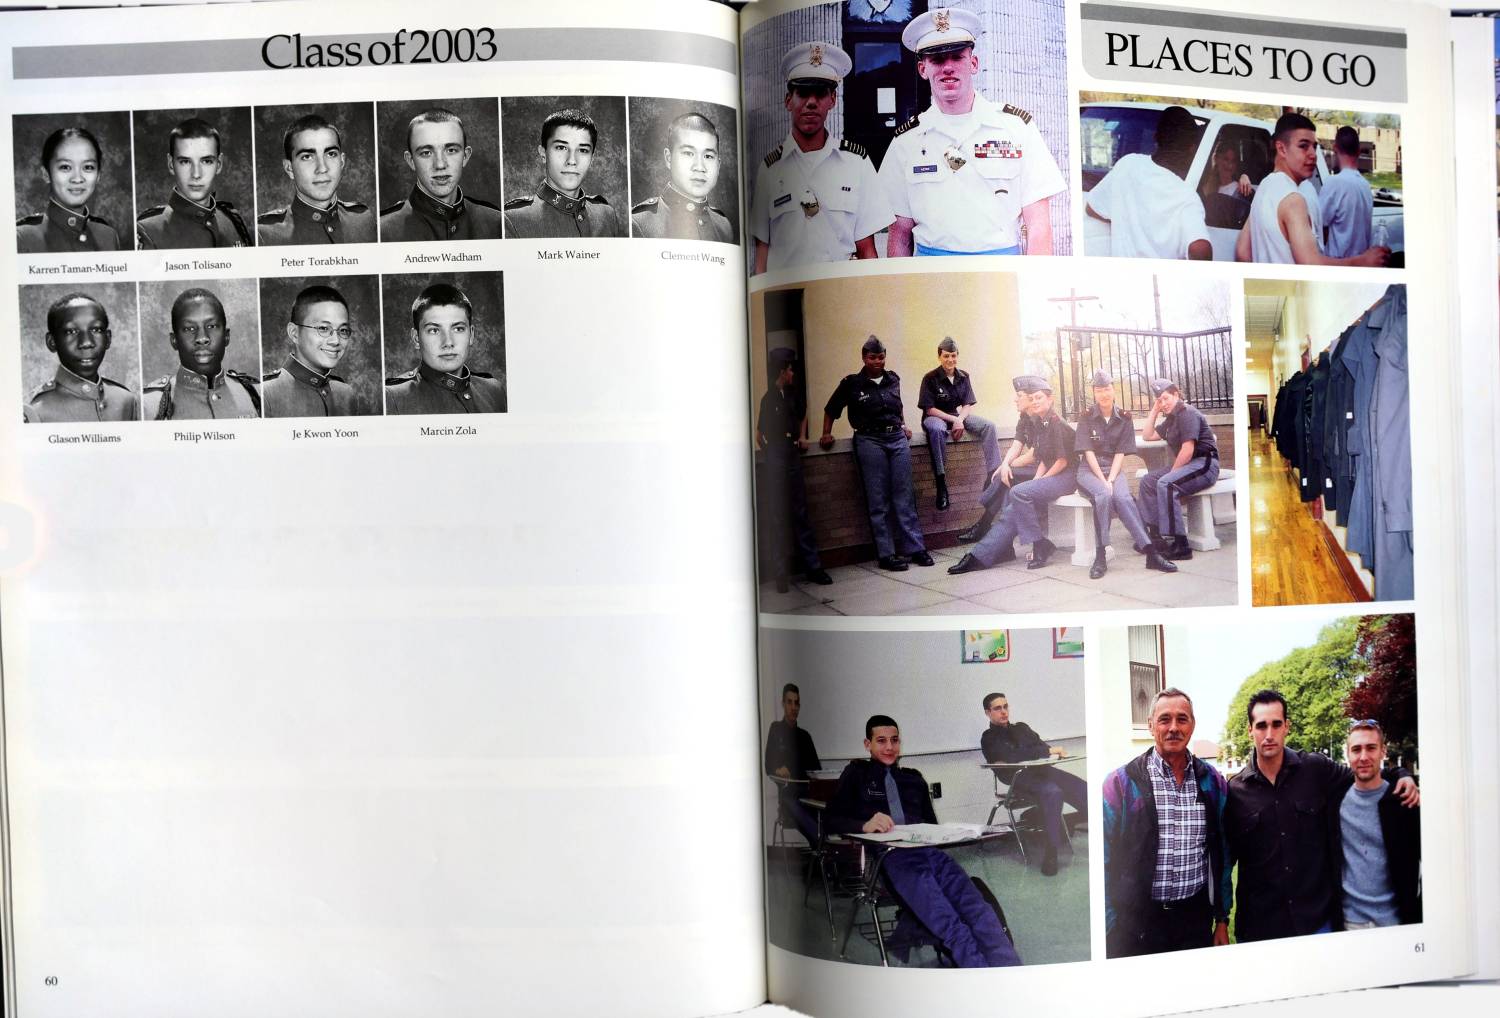 Class of 2003
Karren Taman-Miquel
Jason Tolisano
Peter Torabkhan
Andrew Wadham
Mark Wainer
Clement Wang
Glason Williams
Philip Wilson
Je Kwon Yoon
Marcin Zola
60
PLACES TO GO
61